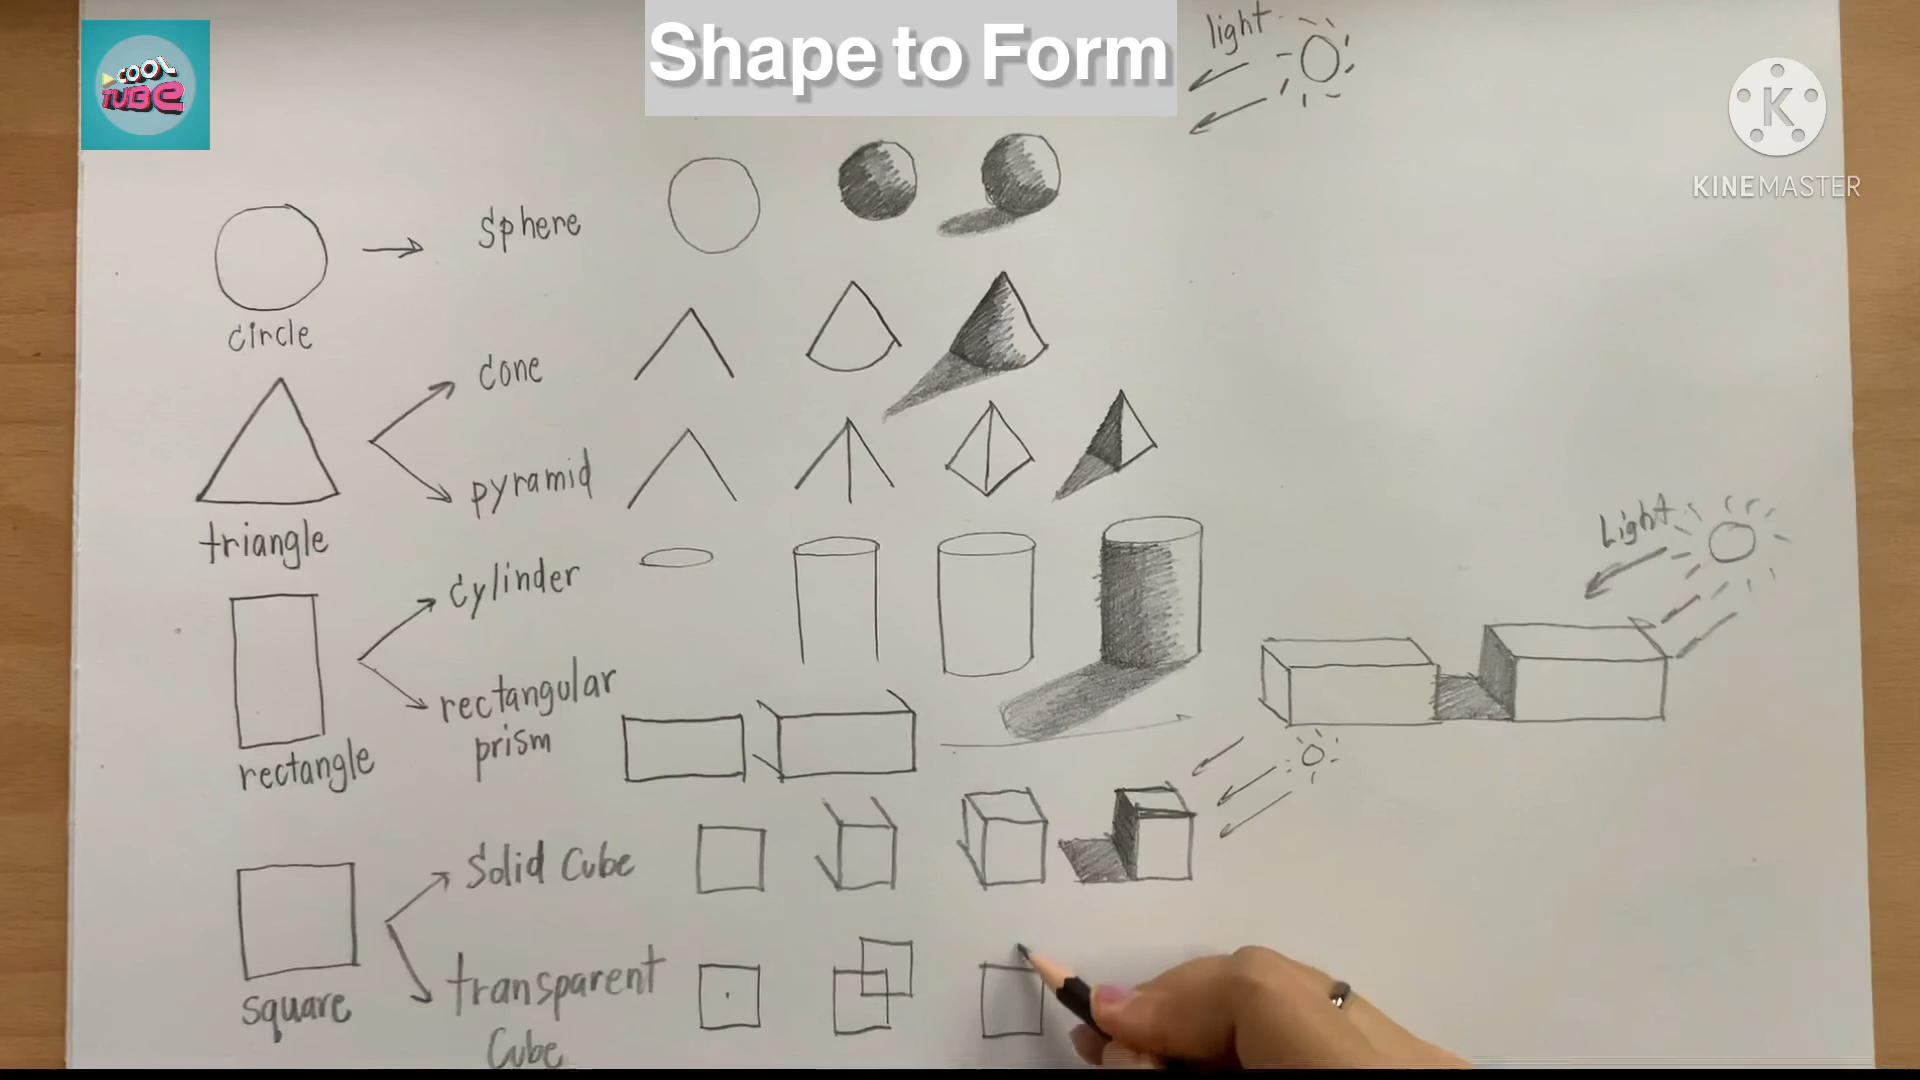 Shape to Form
light
COOL
TUBE
K
KINEMASTER
sphere
circle
cone
pyramid
triangle
Light
cylinder
rectangular
prism
rectangle
Solid Cube
transparent
Cube
square